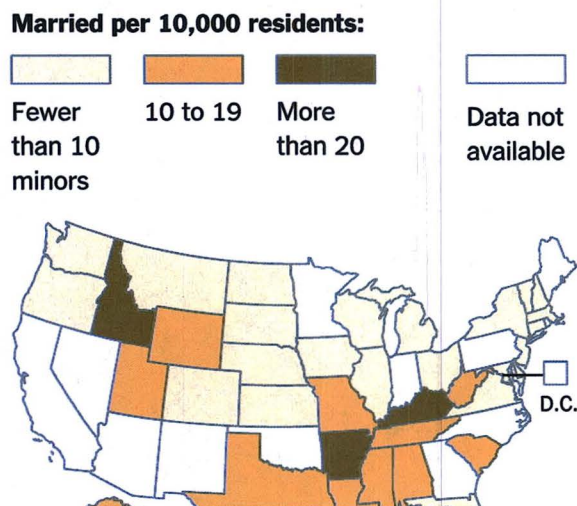 Married per 10,000 residents:
Fewer
than 10
minors
10 to 19
More
than 20
Data not
available
D.C.